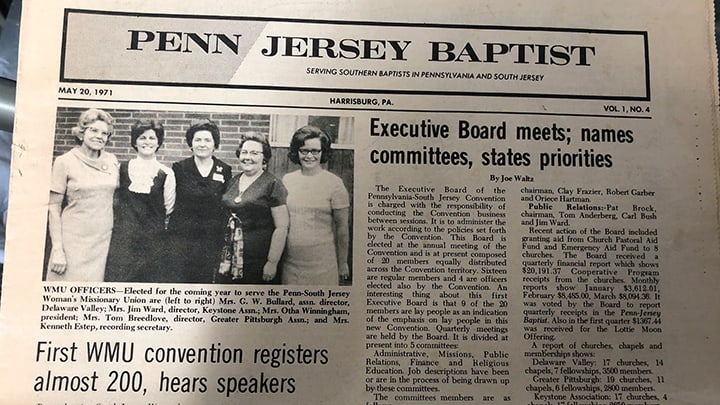 PENN JERSEY BAPTIST
SERVING SOUTHERN BAPTISTS IN PENNSYLVANIA AND SOUTH JERSEY
MAY 20, 1971
HARRISBURG, PA.
VOL. 1, NO. 4
WMU OFFICERS—Elected for the coming year to serve the Penn-South Jersey
Woman's Missionary Union are (left to right) Mrs. G. W. Bullard, assn. director,
Delaware Valley; Mrs. Jim Ward, director, Keystone Assn.; Mrs. Otha Winningham,
president; Mrs. Tom Breedlove, director, Greater Pittsburgh Assn.; and Mrs.
Kenneth Estep, recording secretary.
First WMU convention registers
almost 200, hears speakers
Executive Board meets; names
committees, states priorities
By Joe Waltz
The Executive Board of the
Pennsylvania-South Jersey Convention
is charged with the responsibility of
conducting the Convention business
between sessions. It is to administer the
work according to the policies set forth
by the Convention. This Board is
elected at the annual meeting of the
Convention and is at present composed
of 20 members equally distributed
across the Convention territory. Sixteen
are regular members and 4 are officers
elected also by the Convention. An
interesting thing about this first
Executive Board is that 9 of the 20
members are lay people as an indication
of the emphasis on lay people in this
new Convention. Quarterly meetings
are held by the Board. It is divided at
present into 5 committees:
Administrative, Missions, Public
Relations, Finance and Religious
Education. Job descriptions have been
or are in the process of being drawn up
by these committees.
The committees members are as
chairman, Clay Frazier, Robert Garber
and Oriece Hartman.
Public Relations:-Pat Brock,
chairman, Tom Anderberg, Carl Bush
and Jim Ward.
Recent action of the Board included
granting aid from Church Pastoral Aid
Fund and Emergency Aid Fund to 8
churches. The Board received a
quarterly financial report which shows
$20,191.37 Cooperative Program
receipts from the churches. Monthly
reports show January $3,612.01,
February $8,485.00, March $8,094.36. It
was voted by the Board to report
quarterly receipts in the Penn-Jersey
Baptist. Also in the first quarter $1367.44
was received for the Lottie Moon
Offering.
A report of churches, chapels and
memberships shows:
Delaware Valley: 17 churches, 14
chapels, 7 fellowships, 3500 members.
Greater Pittsburgh: 19 churches, 11
chapels, 6 fellowships, 2800 members.
Keystone Association: 17 churches, 4